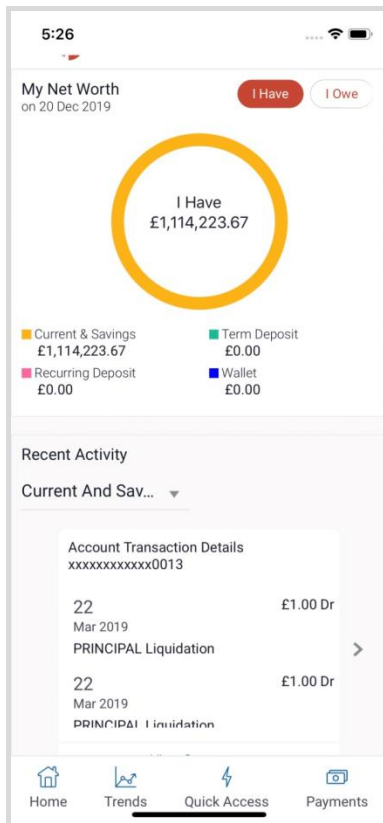 5:26
My Net Worth
I Have
I Owe
on 20 Dec 2019
I Have
£1,114,223.67
Current & Savings
£1,114,223.67
Term Deposit
£0.00
Recurring Deposit
£0.00
Wallet
£0.00
Recent Activity
Current And Sav...
Account Transaction Details
xxxxxxxxxxxx0013
22
£1.00 Dr
Mar 2019
PRINCIPAL Liquidation
22
£1.00 Dr
Mar 2019
PRINCIPAL Liquidation
Home
Trends
Quick Access
Payments